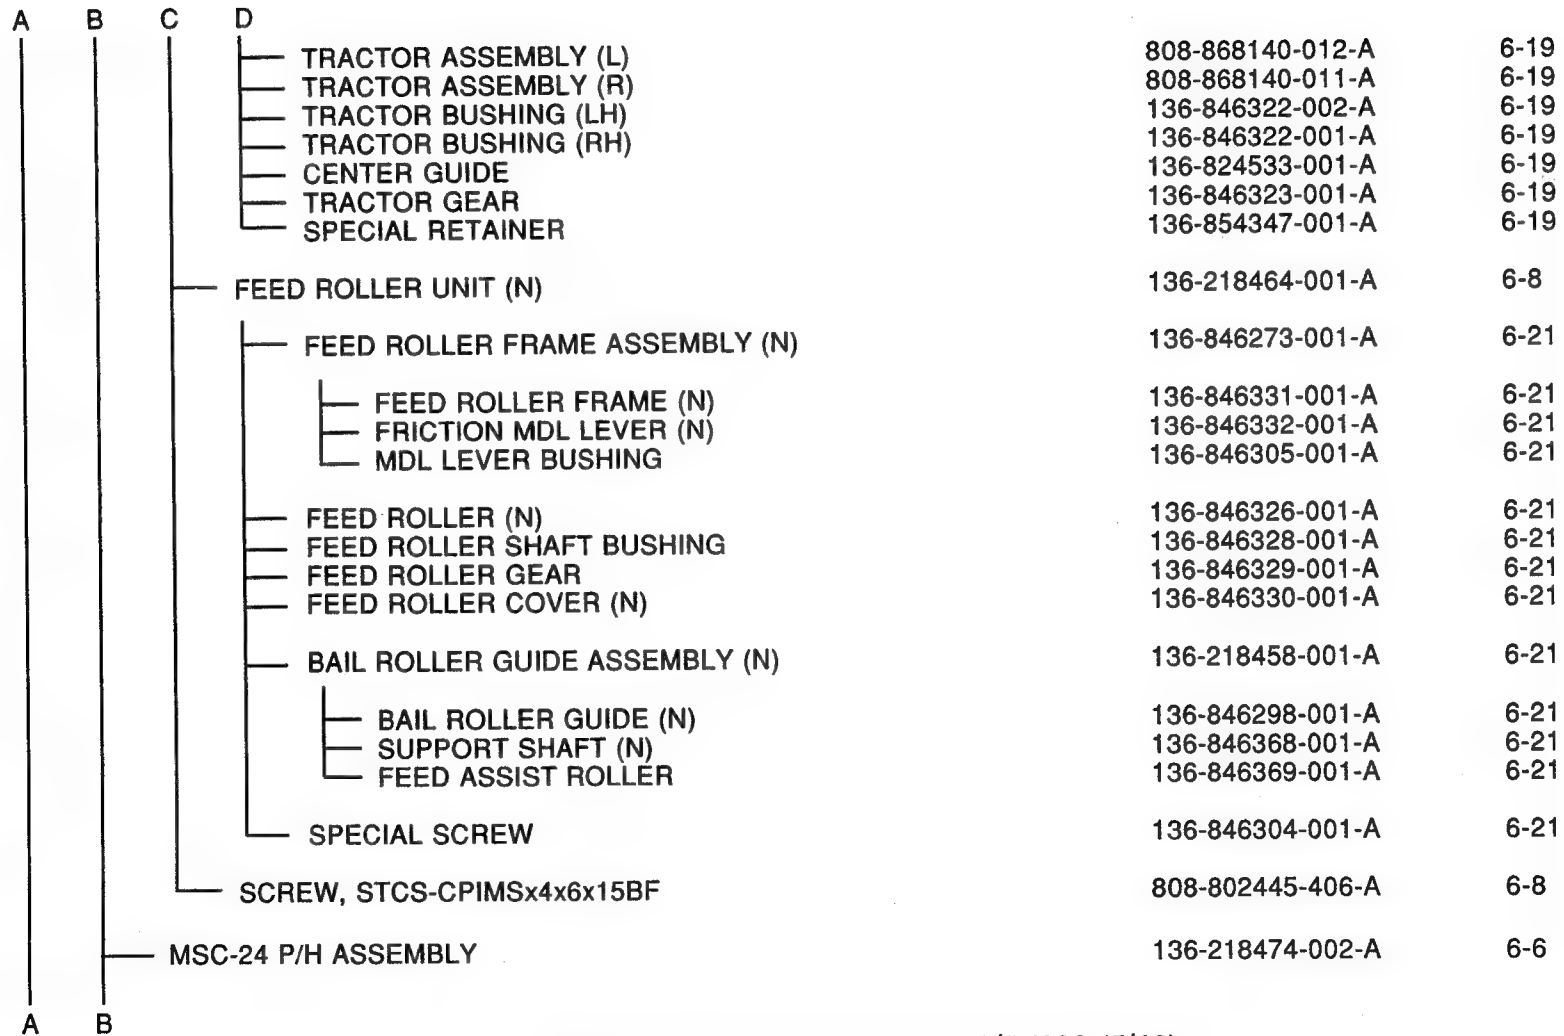 A B C D
TRACTOR ASSEMBLY (L) 808-868140-012-A 6-19
TRACTOR ASSEMBLY (R) 808-868140-011-A 6-19
TRACTOR BUSHING (LH) 136-846322-002-A 6-19
TRACTOR BUSHING (RH) 136-846322-001-A 6-19
CENTER GUIDE 136-824533-001-A 6-19
TRACTOR GEAR 136-846323-001-A 6-19
SPECIAL RETAINER 136-854347-001-A 6-19
FEED ROLLER UNIT (N) 136-218464-001-A 6-8
FEED ROLLER FRAME ASSEMBLY (N) 136-846273-001-A 6-21
FEED ROLLER FRAME (N) 136-846331-001-A 6-21
FRICTION MDL LEVER (N) 136-846332-001-A 6-21
MDL LEVER BUSHING 136-846305-001-A 6-21
FEED ROLLER (N) 136-846326-001-A 6-21
FEED ROLLER SHAFT BUSHING 136-846328-001-A 6-21
FEED ROLLER GEAR 136-846329-001-A 6-21
FEED ROLLER COVER (N) 136-846330-001-A 6-21
BAIL ROLLER GUIDE ASSEMBLY (N) 136-218458-001-A 6-21
BAIL ROLLER GUIDE (N) 136-846298-001-A 6-21
SUPPORT SHAFT (N) 136-846368-001-A 6-21
FEED ASSIST ROLLER 136-846369-001-A 6-21
SPECIAL SCREW 136-846304-001-A 6-21
SCREW, STCS-CPIMSx4x6x15BF 808-802445-406-A 6-8
MSC-24 P/H ASSEMBLY 136-218474-002-A 6-6
A B